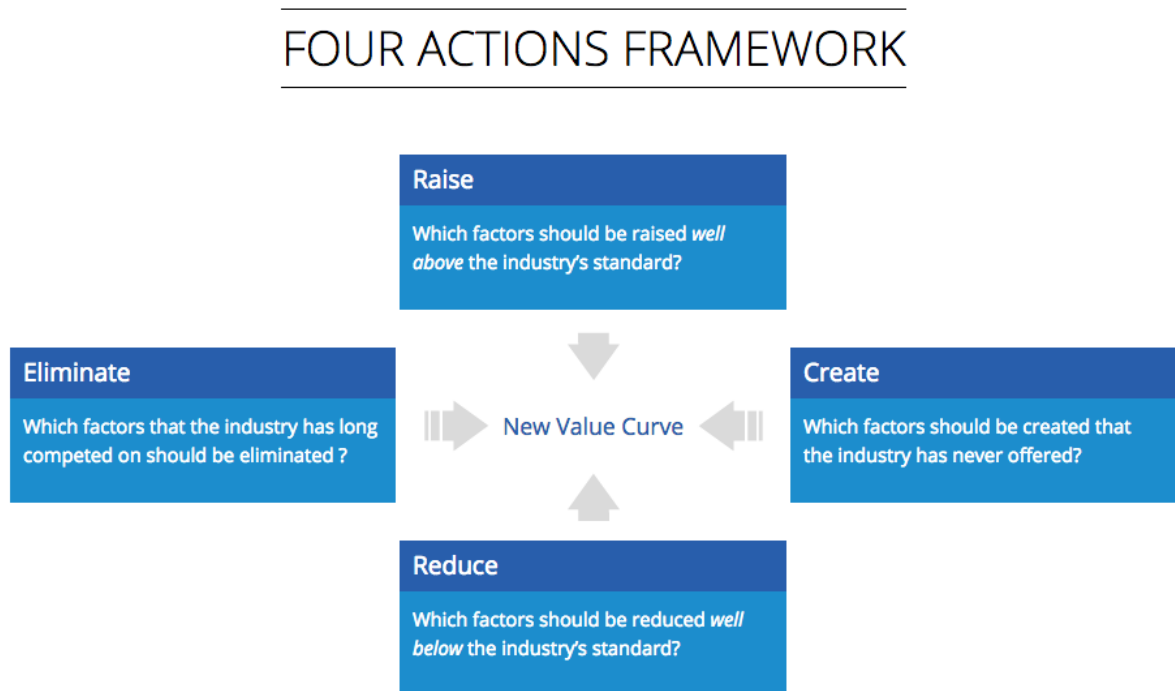 FOUR ACTIONS FRAMEWORK
Raise
Which factors should be raised well
above the industry's standard?
Eliminate
Which factors that the industry has long
competed on should be eliminated ?
New Value Curve
Create
Which factors should be created that
the industry has never offered?
Reduce
Which factors should be reduced well
below the industry's standard?